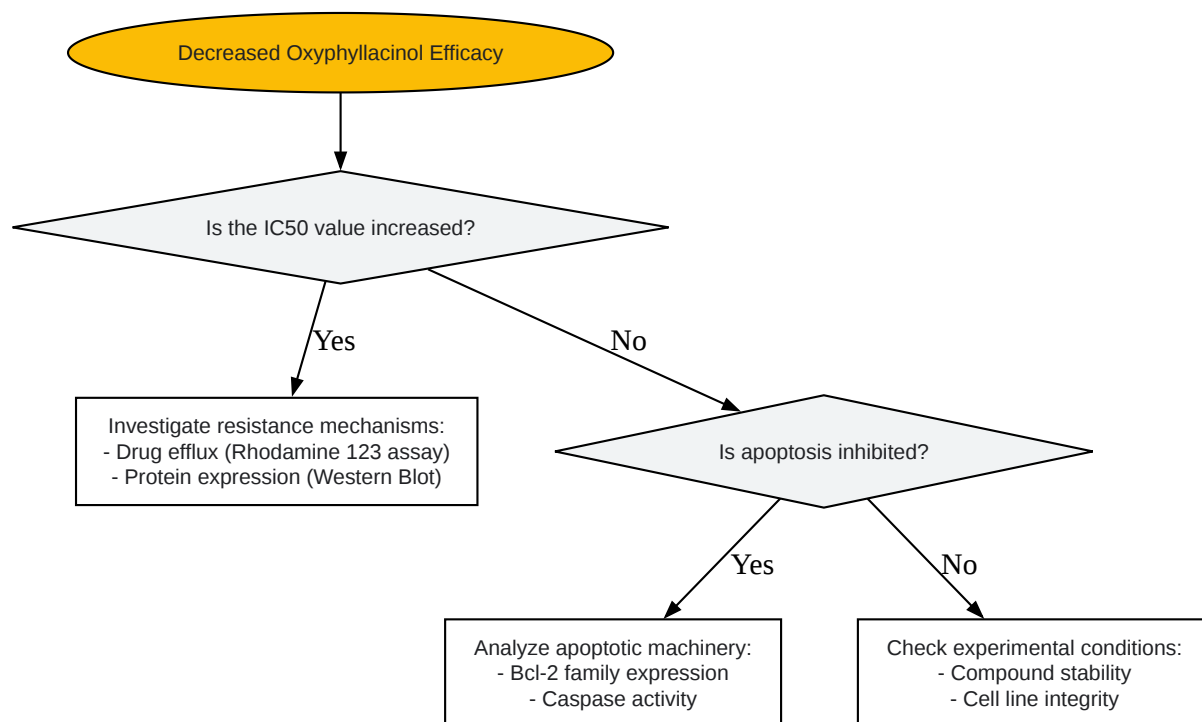 Decreased Oxyphyllacinol Efficacy
Is the IC50 value increased?
Yes
No
Investigate resistance mechanisms:
- Drug efflux (Rhodamine 123 assay)
- Protein expression (Western Blot)
Is apoptosis inhibited?
Yes
No
Analyze apoptotic machinery:
- Bcl-2 family expression
- Caspase activity
Check experimental conditions:
- Compound stability
- Cell line integrity